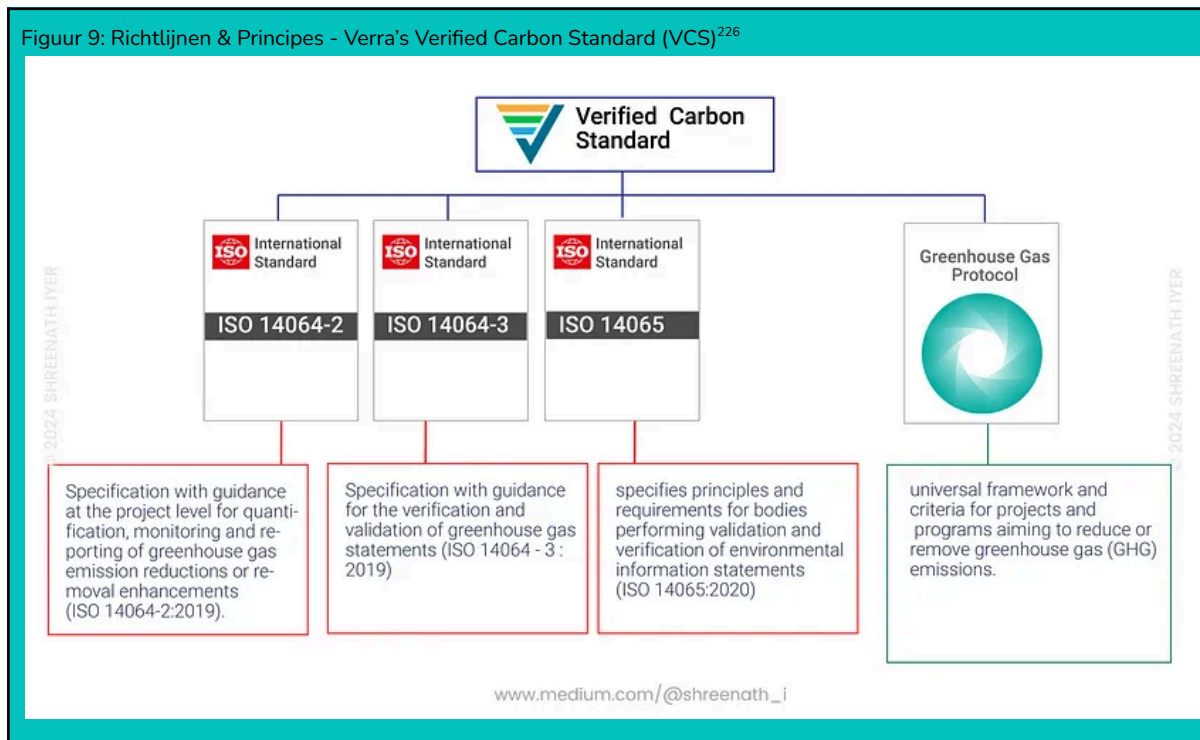 Figuur 9: Richtlijnen & Principes - Verra's Verified Carbon Standard (VCS)226
Verified Carbon
Standard
ISO
International
Standard
ISO 14064-2
ISO
International
Standard
ISO 14064-3
ISO
International
Standard
ISO 14065
Greenhouse Gas
Protocol
Specification with guidance
at the project level for quanti-
fication, monitoring and re-
porting of greenhouse gas
emission reductions or re-
moval enhancements
(ISO 14064-2:2019).
Specification with guidance
for the verification and
validation of greenhouse gas
statements (ISO 14064 - 3 :
2019)
specifies principles and
requirements for bodies
performing validation and
verification of environmental
information statements
(ISO 14065:2020)
universal framework and
criteria for projects and
programs aiming to reduce or
remove greenhouse gas (GHG)
emissions.
© 2024 SHREENATH IYER
© 2024 SHREENATH IYER
www.medium.com/@shreenath_i